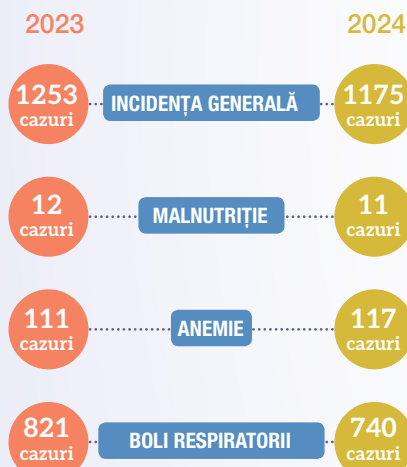 2023
2024
1253
cazuri
INCIDENȚA GENERALĂ
1175
cazuri
12
cazuri
MALNUTRIȚIE
11
cazuri
111
cazuri
ANEMIE
117
cazuri
821
cazuri
BOLI RESPIRATORII
740
cazuri